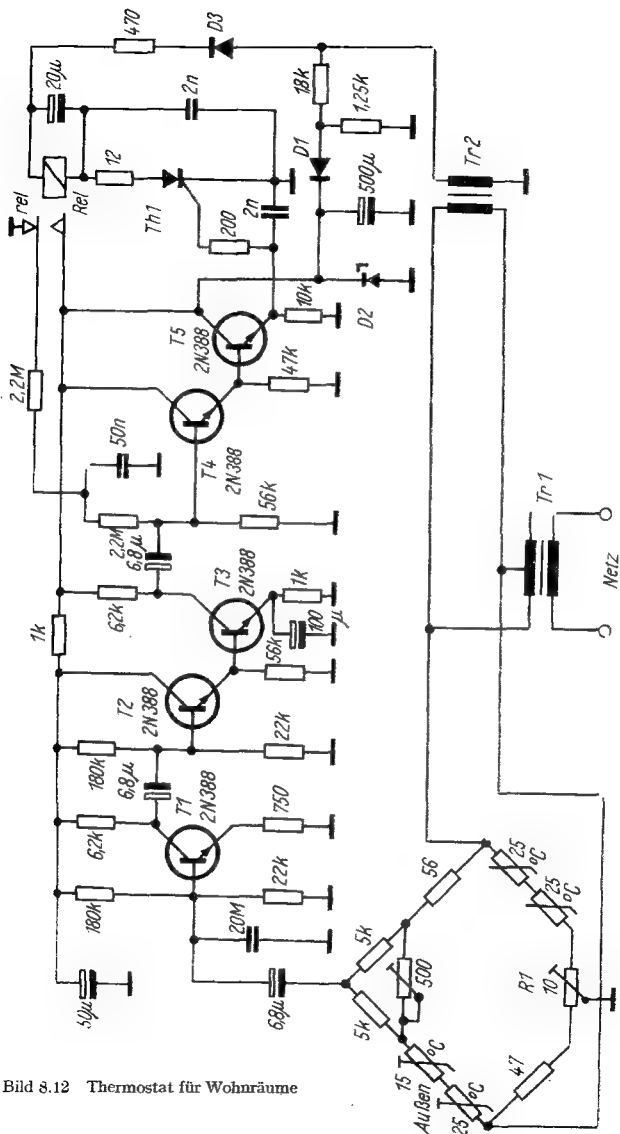 470
D3
20µ
2n
18k
1,25k
rel
Rel
12
Th1
200
2n
D1
500µ
Tr2
2,2M
T5
2N388
10k
D2
47k
50n
T4
2N388
2,2M
6,8µ
56k
6,2k
T3
2N388
1k
100
µ
1k
56k
T2
2N388
180k
6,8µ
22k
6,2k
T1
2N388
750
180k
22k
20M
50µ
6,8µ
Tr1
Netz
5k
56
5k
500
25
°C
25
°C
15
°C
Außen
25
°C
R1
10
47
Bild 8.12 Thermostat für Wohnräume